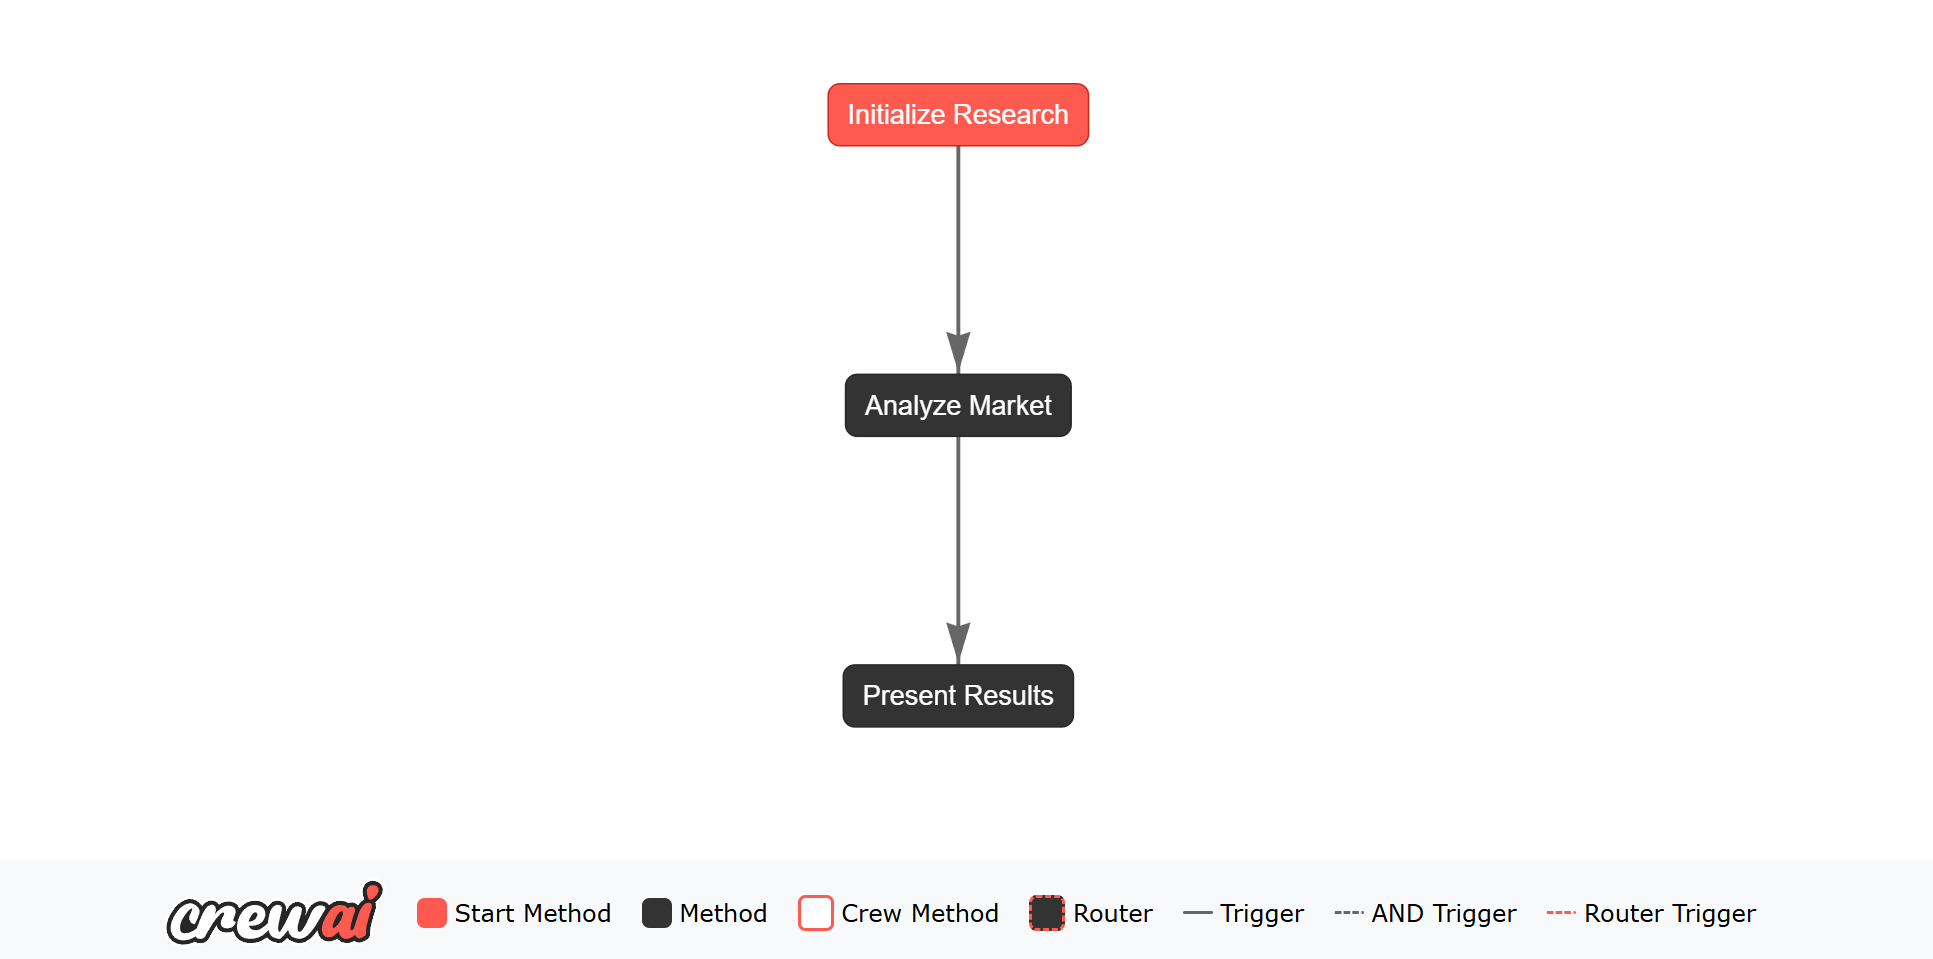 Initialize Research
Analyze Market
Present Results
crewai
Start Method
Method
Crew Method
Router
Trigger
AND Trigger
Router Trigger